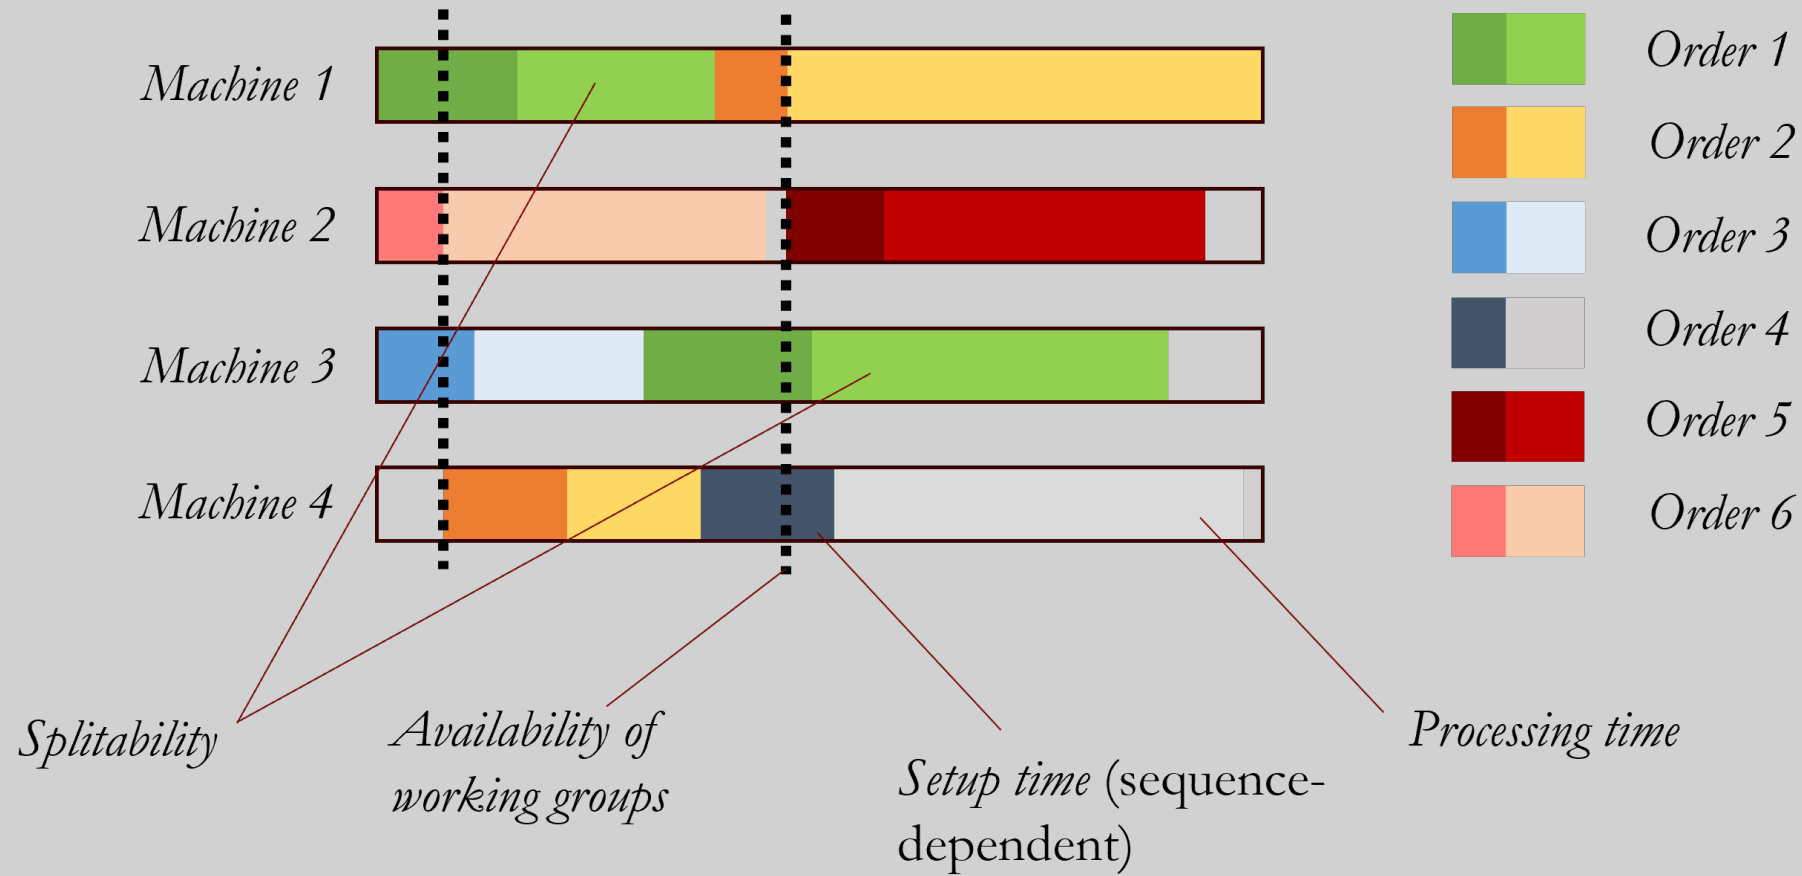 Machine 1
Machine 2
Machine 3
Machine 4
Order 1
Order 2
Order 3
Order 4
Order 5
Order 6
Splitability
Availability of
working groups
Setup time (sequence-
dependent)
Processing time